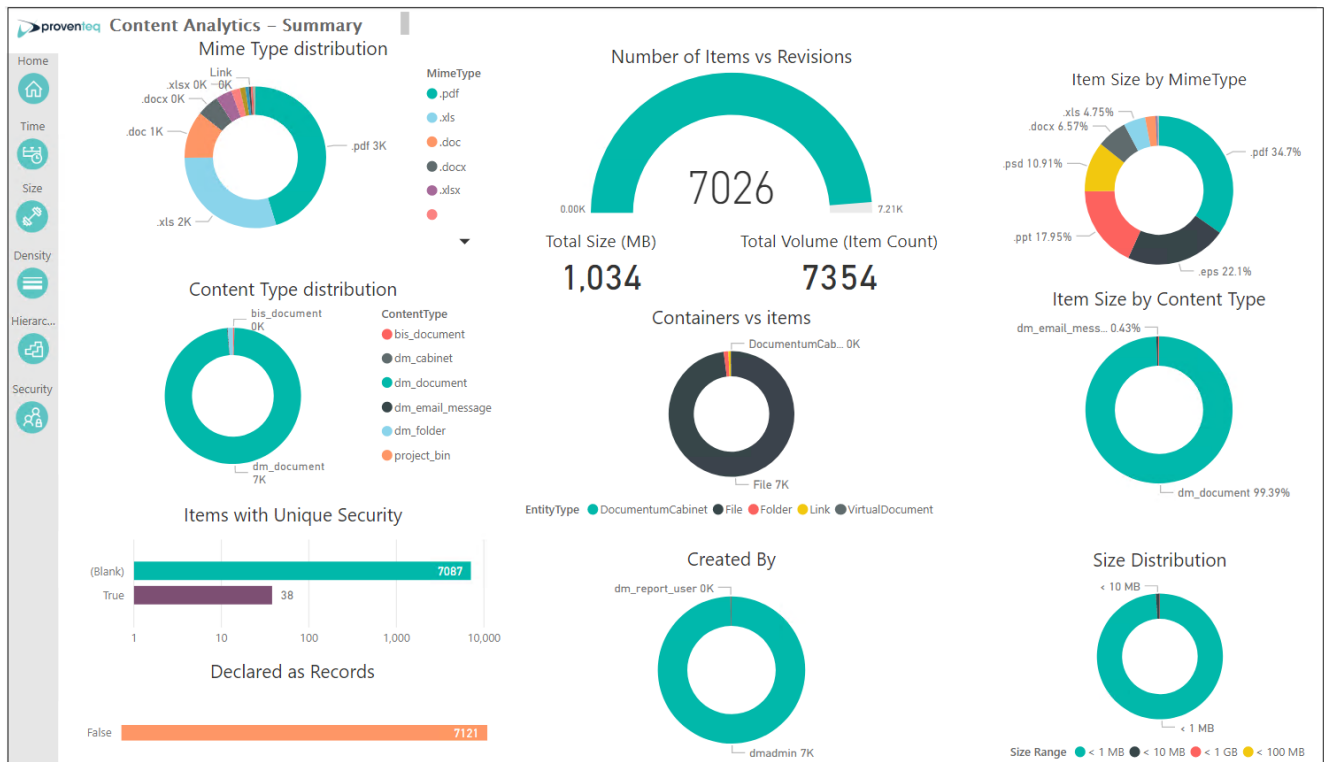 proventeq Content Analytics – Summary
Home
Time
Size
Density
Hierarc...
Security
Mime Type distribution
Link
0K
.xlsx 0K
.docx 0K
.doc 1K
.xls 2K
.pdf 3K
MimeType
.pdf
.xls
.doc
.docx
.xlsx
Number of Items vs Revisions
7026
0.00K
7.21K
Total Size (MB)
1,034
Total Volume (Item Count)
7354
Item Size by MimeType
.xls 4.75%
.docx 6.57%
.psd 10.91%
.ppt 17.95%
.pdf 34.7%
.eps 22.1%
Content Type distribution
bis_document
0K
dm_document
7K
ContentType
bis_document
dm_cabinet
dm_document
dm_email_message
dm_folder
project_bin
Containers vs items
DocumentumCab... 0K
File 7K
EntityType DocumentumCabinet File Folder Link VirtualDocument
Item Size by Content Type
dm_email_mess... 0.43%
dm_document 99.39%
Items with Unique Security
(Blank) 7087
True 38
1 10 100 1,000 10,000
Declared as Records
False 7121
Created By
dm_report_user 0K
dmadmin 7K
Size Distribution
< 10 MB
< 1 MB
Size Range < 1 MB < 10 MB < 1 GB < 100 MB